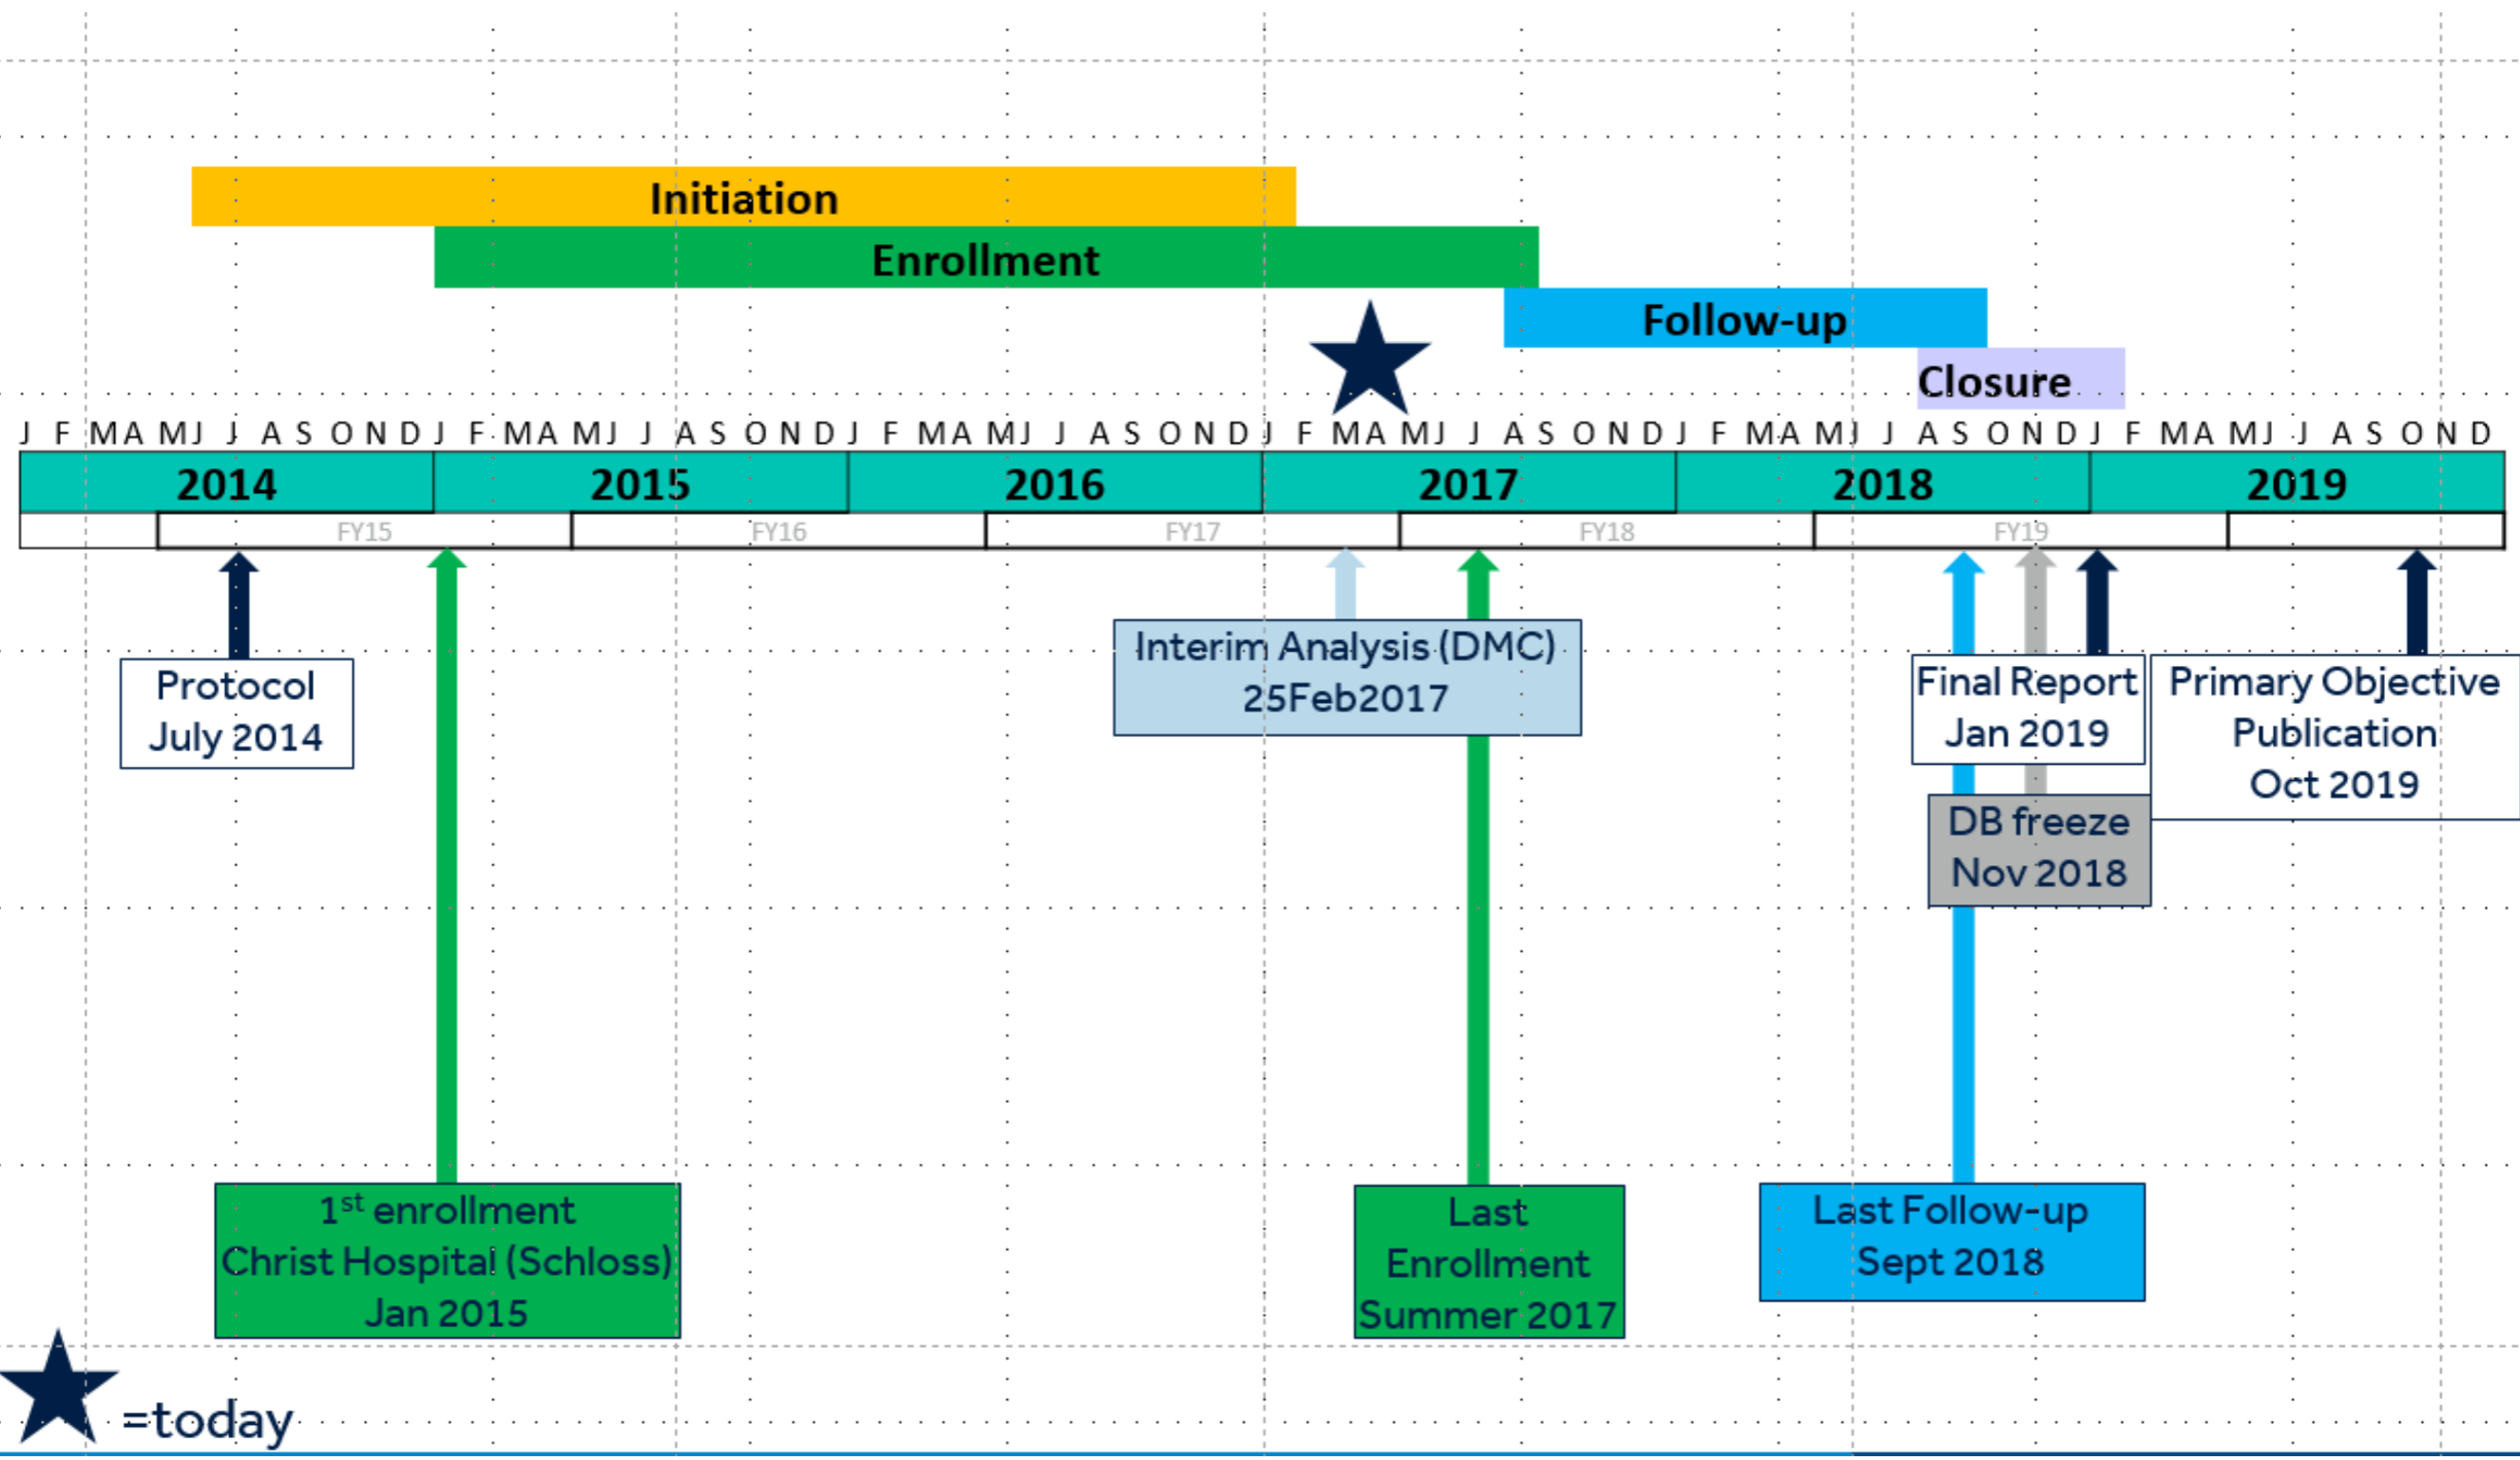 Initiation
Enrollment
Follow-up
Closure
J F M A M J J A S O N D J F M A M J J A S O N D J F M A M J J A S O N D J F M A M J J A S O N D J F M A M J J A S O N D J F M A M J J A S O N D
2014 2015 2016 2017 2018 2019
FY15 FY16 FY17 FY18 FY19
Protocol
July 2014
Interim Analysis (DMC)
25Feb2017
Final Report
Jan 2019
Primary Objective
Publication
Oct 2019
DB freeze
Nov 2018
1st enrollment
Christ Hospital (Schloss)
Jan 2015
Last
Enrollment
Summer 2017
Last Follow-up
Sept 2018
=today